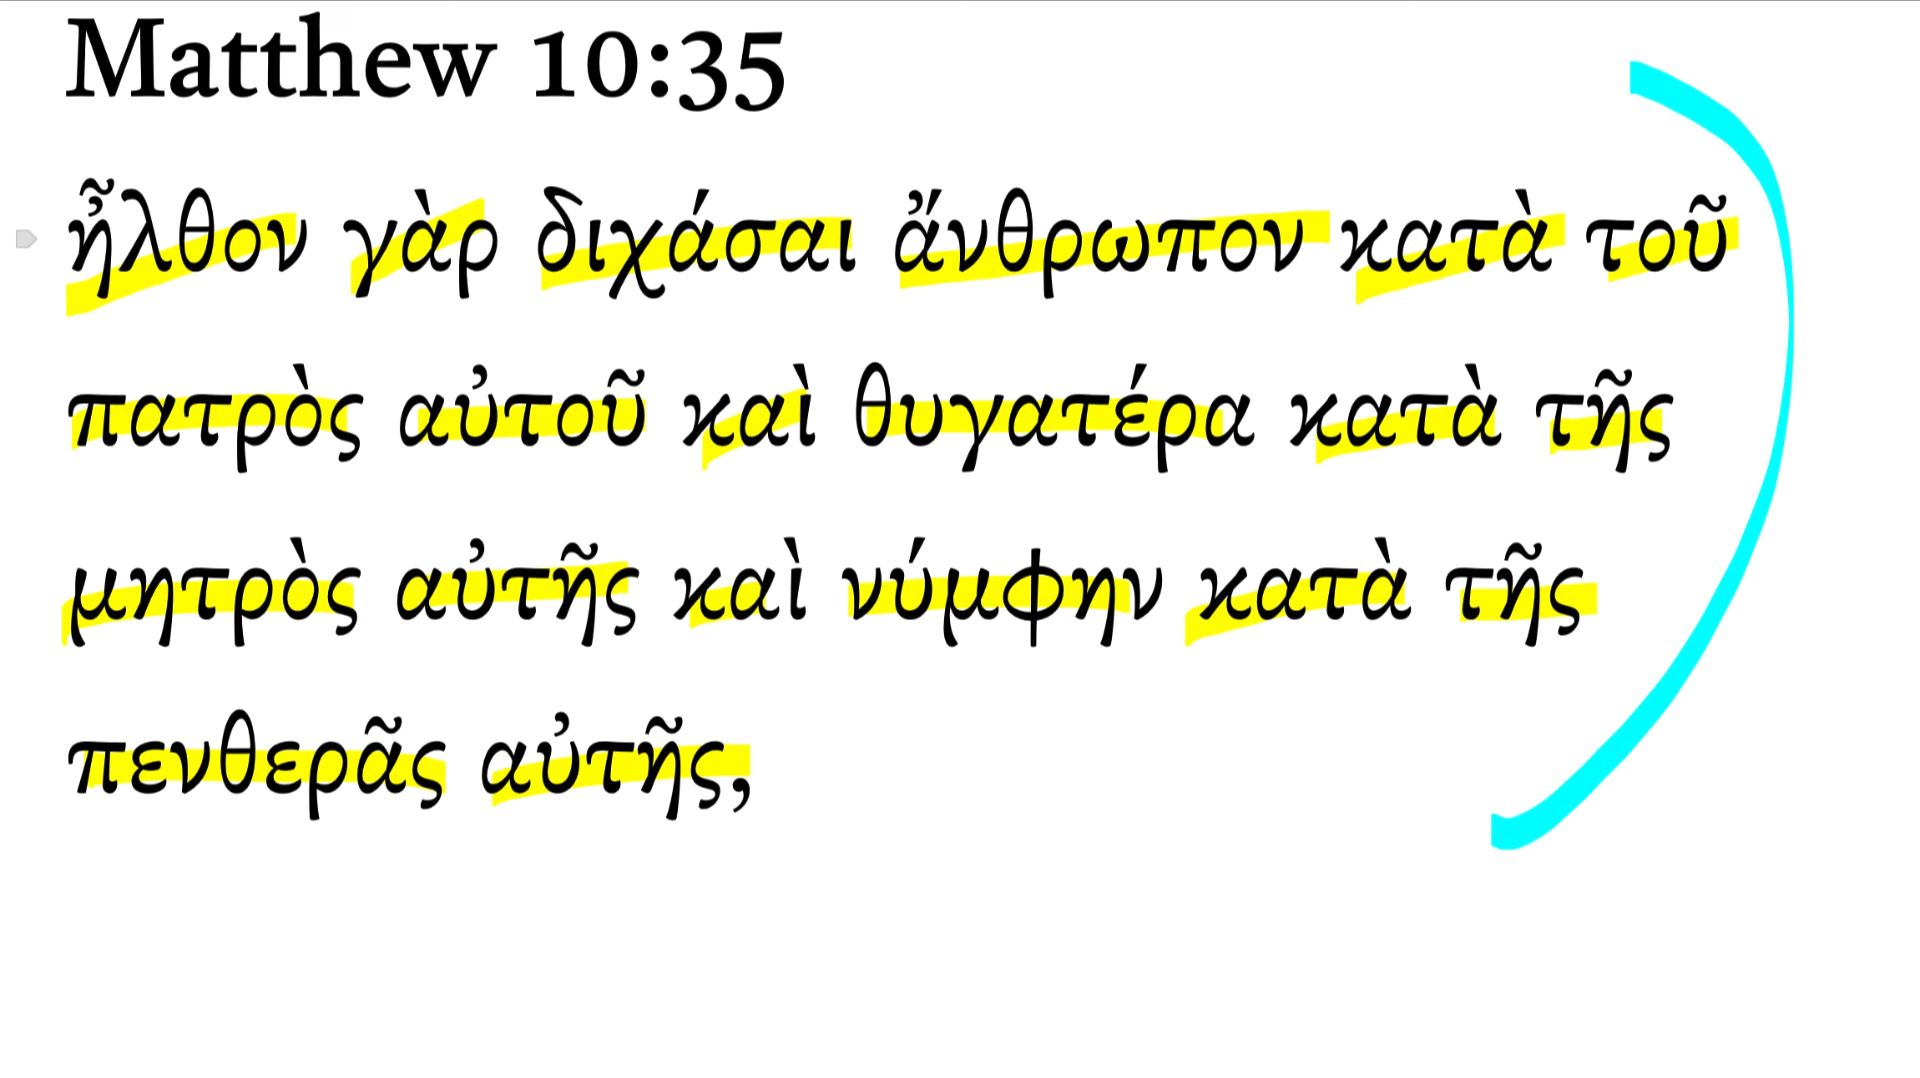 Matthew 10:35
ἦλθον γὰρ διχάσαι ἄνθρωπον κατὰ τοῦ
πατρὸς αὐτοῦ καὶ θυγατέρα κατὰ τῆς
μητρὸς αὐτῆς καὶ νύμφην κατὰ τῆς
πενθερᾶς αὐτῆς,